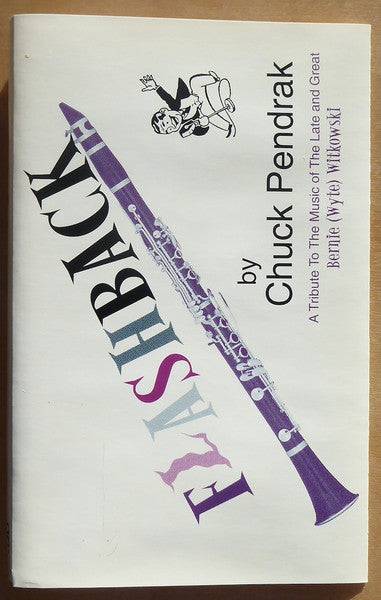 FLASHBACK
by
Chuck Pendrak
A Tribute To The Music of The Late and Great
Bernie (Wyte) Witkowski